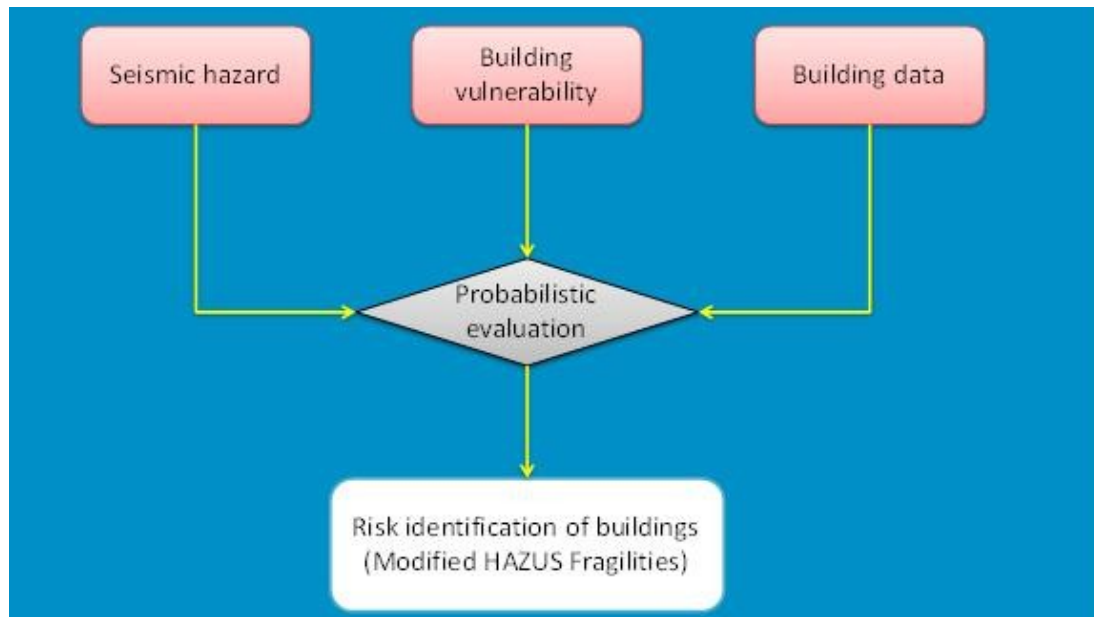 Seismic hazard
Building
vulnerability
Building data
Probabilistic
evaluation
Risk identification of buildings
(Modified HAZUS Fragilities)